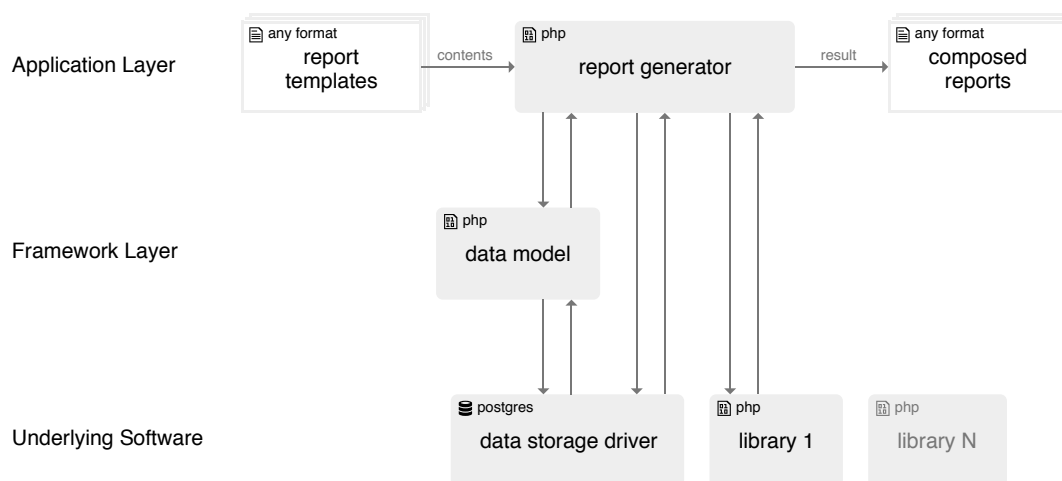 any format
php
any format
Application Layer
report
templates
contents
report generator
result
composed
reports
php
Framework Layer
data model
postgres
php
php
Underlying Software
data storage driver
library 1
library N